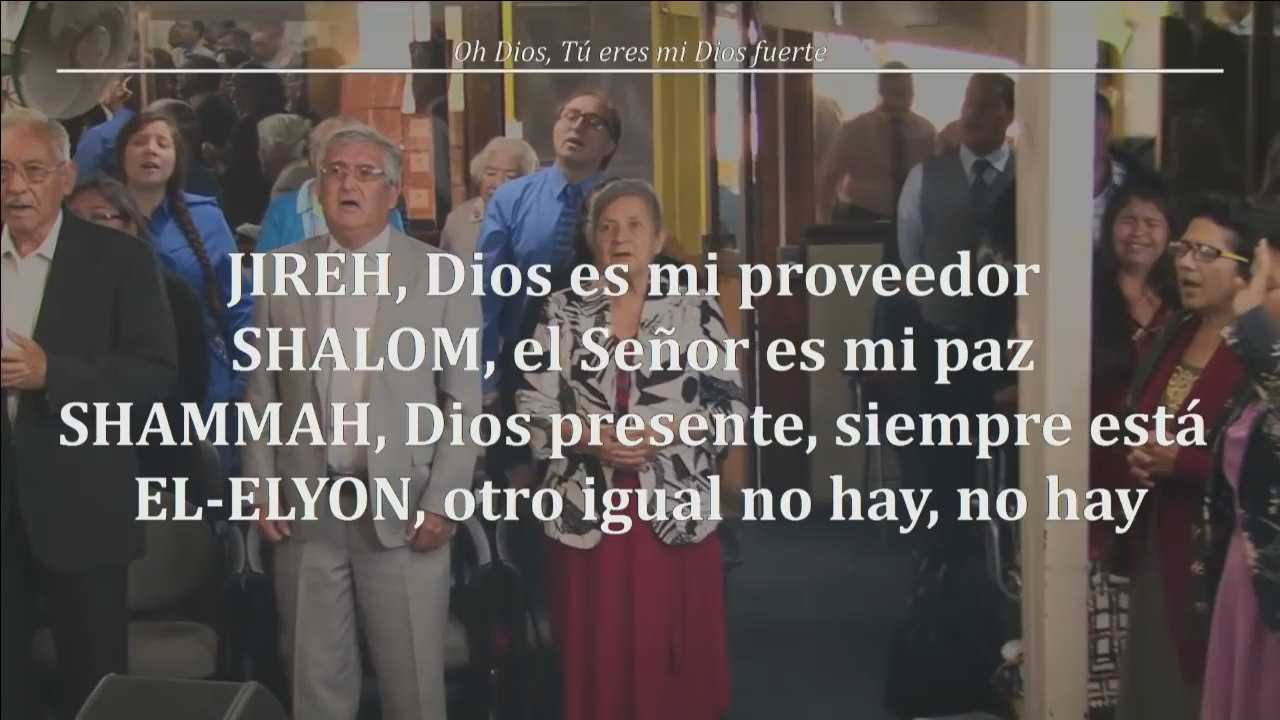 Oh Dios, Tú eres mi Dios fuerte
JIREH, Dios es mi proveedor
SHALOM, el Señor es mi paz
SHAMMAH, Dios presente, siempre está
EL-ELYON, otro igual no hay, no hay